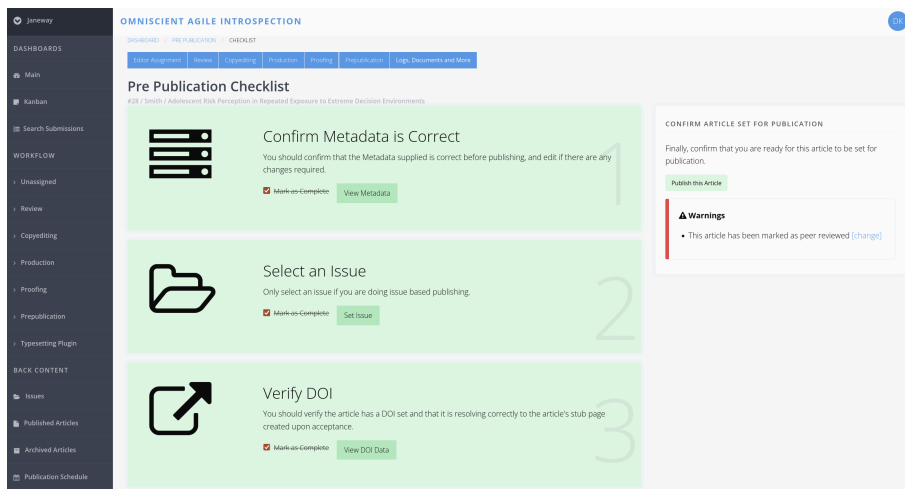 Janeway
OMNISCIENT AGILE INTROSPECTION
DK
DASHBOARDS
Main
Kanban
Search Submissions
WORKFLOW
Unassigned
Review
Copyediting
Production
Proofing
Prepublication
Typesetting Plugin
BACK CONTENT
Issues
Published Articles
Archived Articles
Publication Schedule
DASHBOARD / PRE PUBLICATION / CHECKLIST
Editor Assignment Review Copyediting Production Proofing Prepublication Logs, Documents and More
Pre Publication Checklist
#28 / Smith / Adolescent Risk Perception in Repeated Exposure to Extreme Decision Environments
Confirm Metadata is Correct
You should confirm that the Metadata supplied is correct before publishing, and edit if there are any
changes required.
Mark as Complete View Metadata
1
Select an Issue
Only select an issue if you are doing issue based publishing.
Mark as Complete Set Issue
2
Verify DOI
You should verify the article has a DOI set and that it is resolving correctly to the article's stub page
created upon acceptance.
Mark as Complete View DOI Data
3
CONFIRM ARTICLE SET FOR PUBLICATION
Finally, confirm that you are ready for this article to be set for
publication.
Publish this Article
Warnings
• This article has been marked as peer reviewed [change]